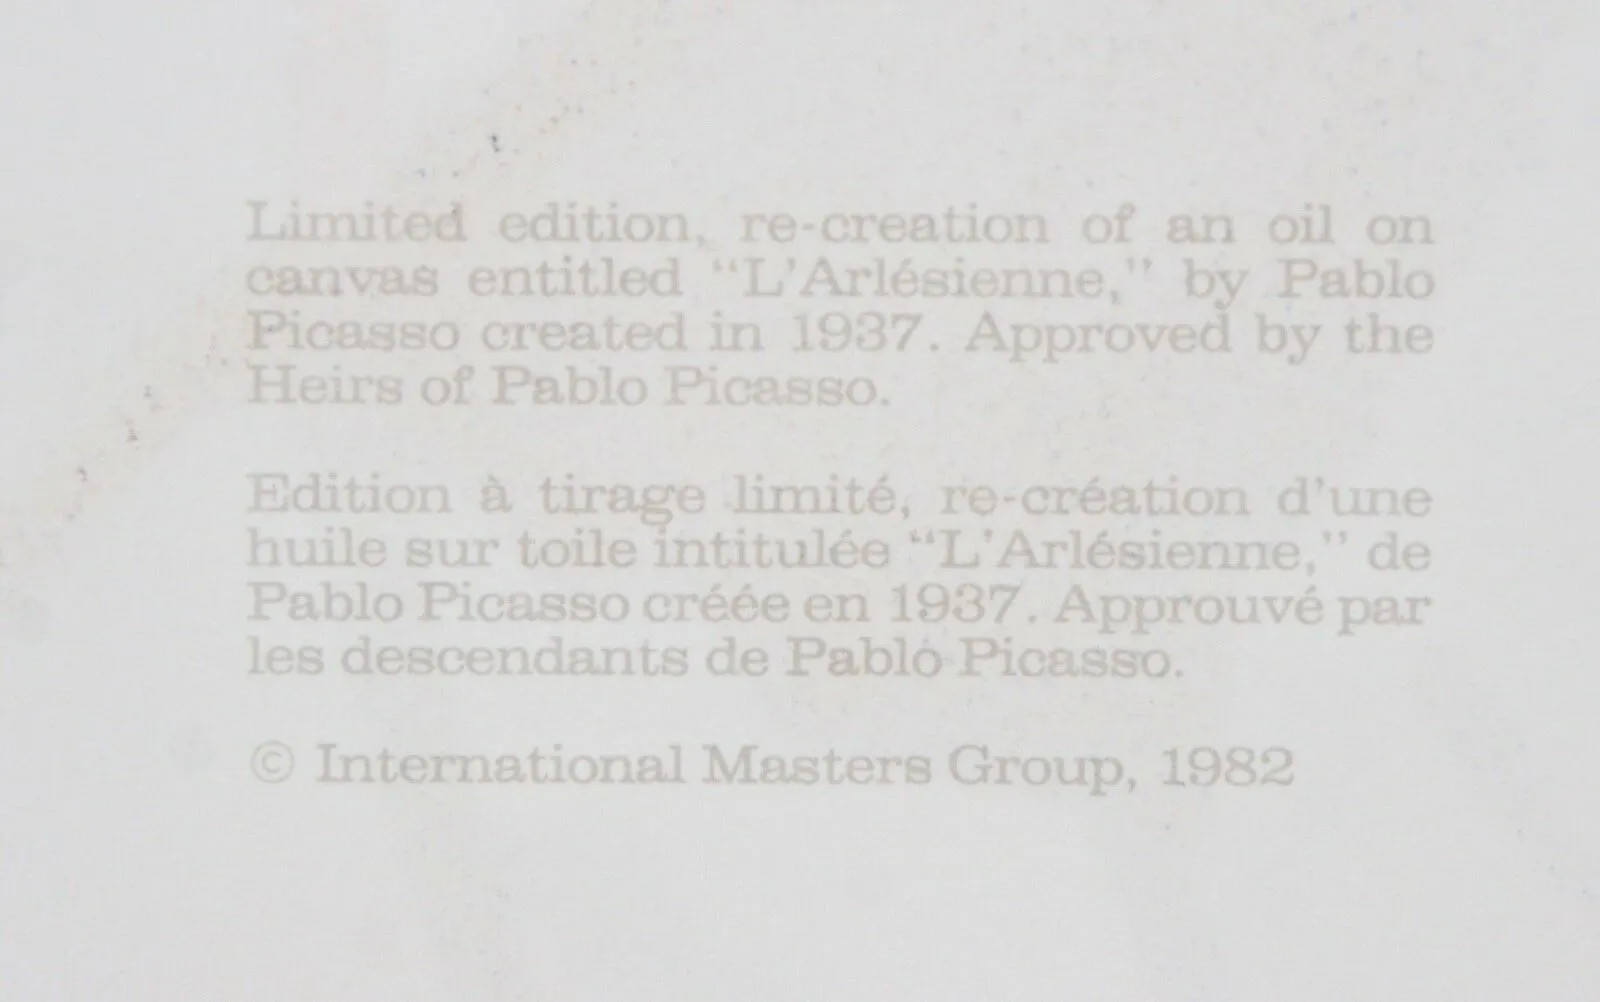 Limited edition, re-creation of an oil on
canvas entitled “L’Arlésienne,” by Pablo
Picasso created in 1937. Approved by the
Heirs of Pablo Picasso.
Edition à tirage limité, re-création d’une
huile sur toile intitulée “L’Arlésienne,” de
Pablo Picasso créée en 1937. Approuvé par
les descendants de Pablo Picasso.
© International Masters Group, 1982